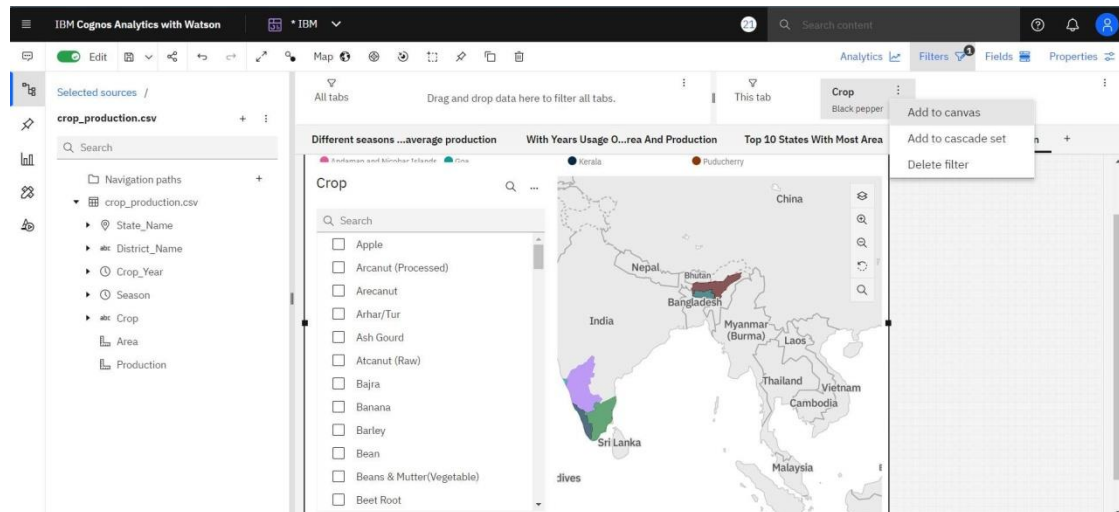 IBM Cognos Analytics with Watson
* IBM
21
Search content
Edit
Map
Analytics
Filters
1
Fields
Properties
Selected sources /
crop_production.csv
Search
Navigation paths
crop_production.csv
State_Name
abc District_Name
Crop_Year
Season
abc Crop
Area
Production
All tabs
Drag and drop data here to filter all tabs.
This tab
Crop
Black pepper
Add to canvas
Add to cascade set
Delete filter
Different seasons ...average production
With Years Usage O...rea And Production
Top 10 States With Most Area
Andaman and Nicobar Islands
Goa
Kerala
Puducherry
Crop
Search
Apple
Arcanut (Processed)
Arecanut
Arhar/Tur
Ash Gourd
Atcanut (Raw)
Bajra
Banana
Barley
Bean
Beans & Mutter(Vegetable)
Beet Root
China
Nepal
Bhutan
Bangladesh
India
Myanmar
(Burma)
Laos
Thailand
Vietnam
Cambodia
Sri Lanka
Malaysia
dives